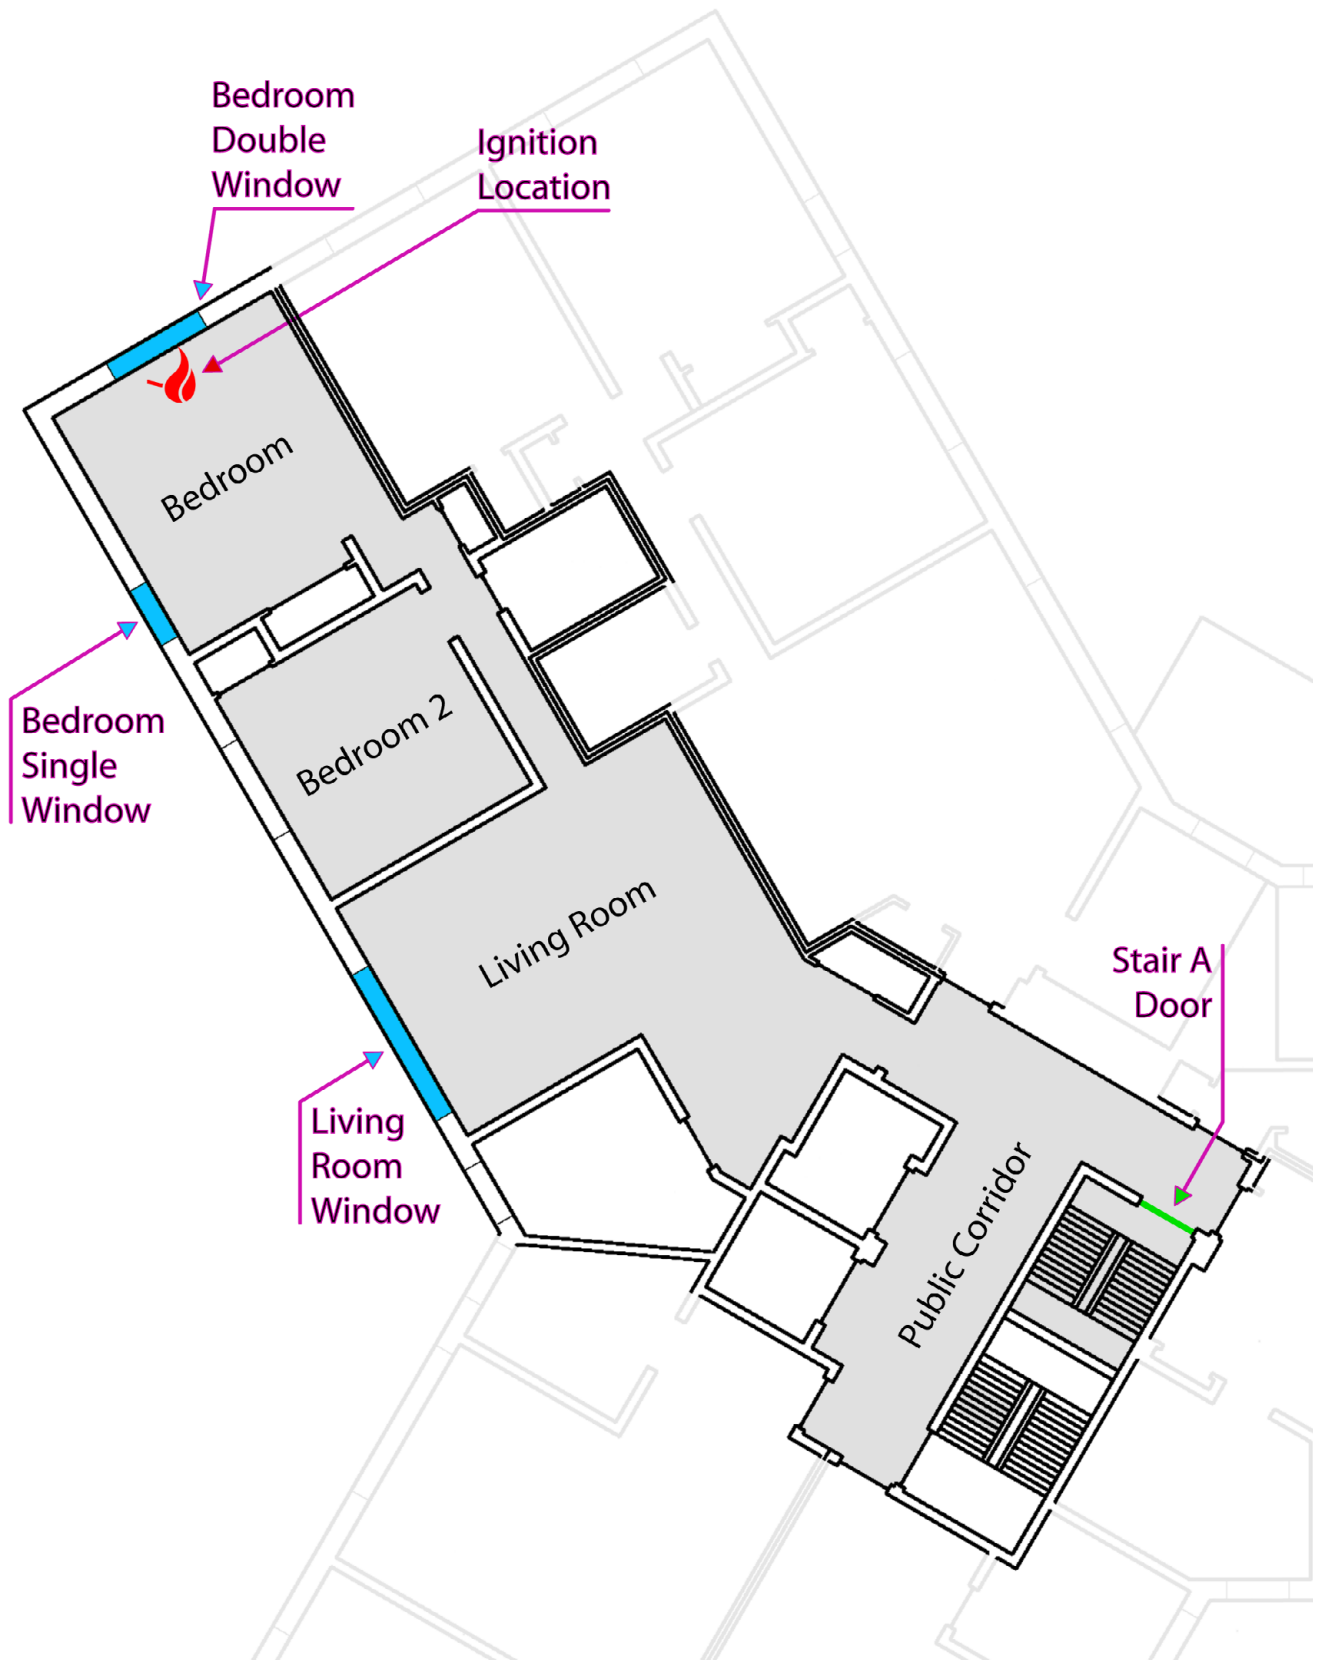 Bedroom
Double
Window
Ignition
Location
Bedroom
Bedroom
Single
Window
Bedroom 2
Living Room
Stair A
Door
Living
Room
Window
Public Corridor